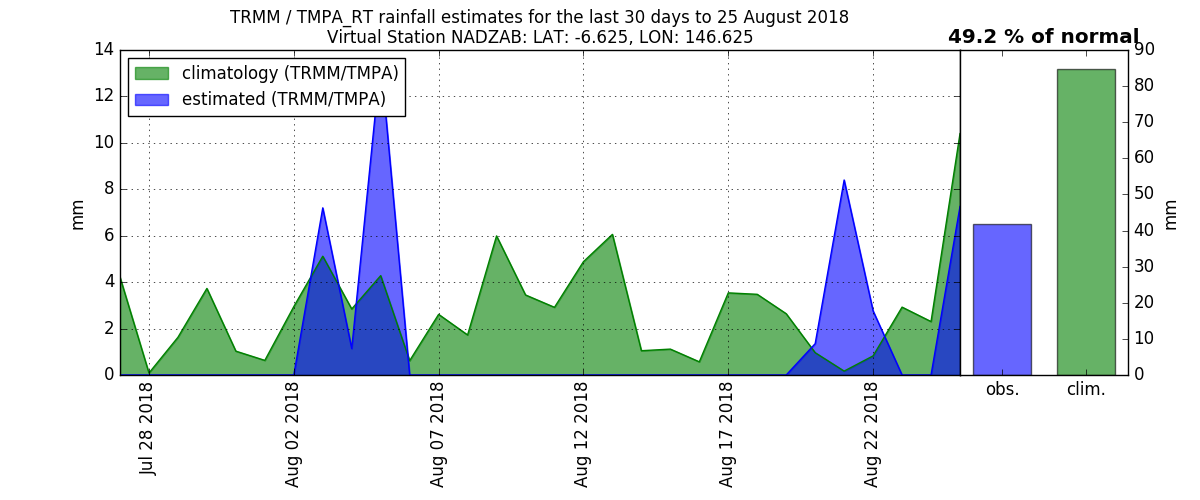 TRMM / TMPA_RT rainfall estimates for the last 30 days to 25 August 2018
Virtual Station NADZAB: LAT: -6.625, LON: 146.625
49.2 % of normal
climatology (TRMM/TMPA)
estimated (TRMM/TMPA)
mm
14
12
10
8
6
4
2
0
Jul 28 2018
Aug 02 2018
Aug 07 2018
Aug 12 2018
Aug 17 2018
Aug 22 2018
obs.
clim.
90
80
70
60
50
40
30
20
10
0
mm